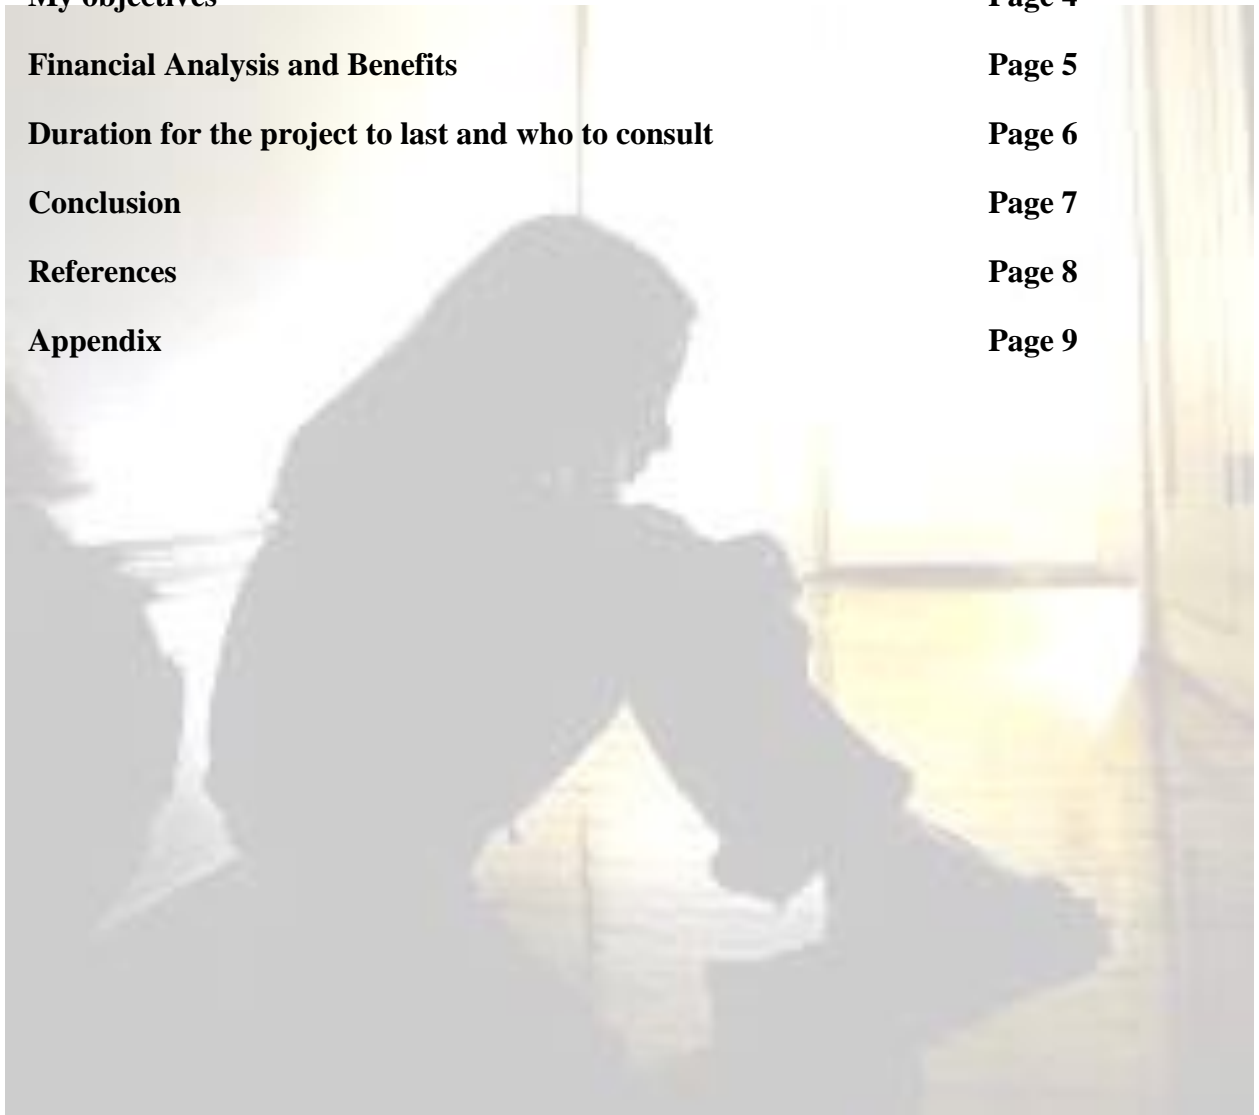 My objectives Page 4
Financial Analysis and Benefits Page 5
Duration for the project to last and who to consult Page 6
Conclusion Page 7
References Page 8
Appendix Page 9